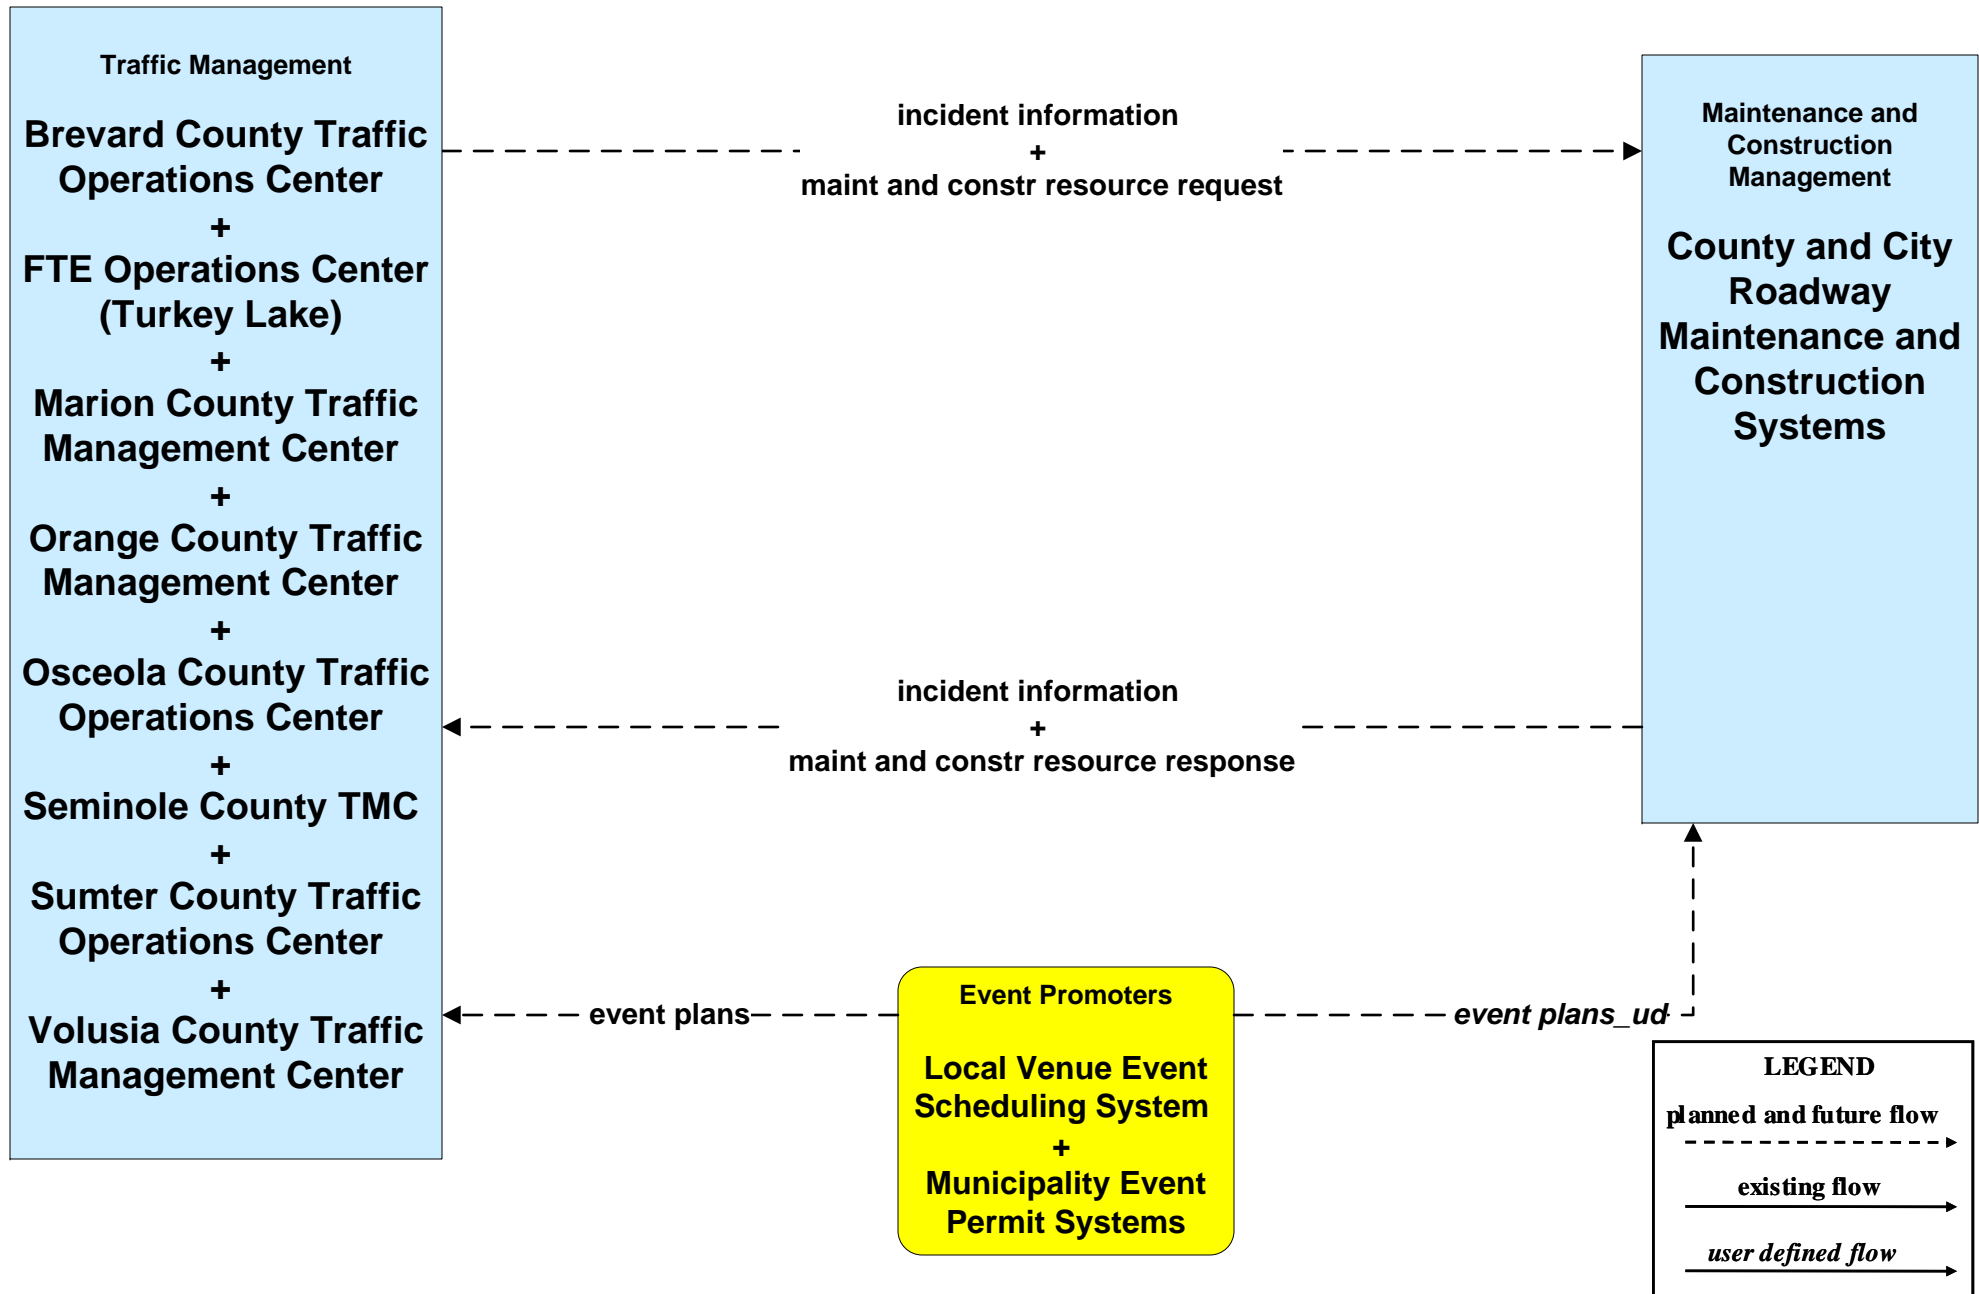 Traffic Management
Brevard County Traffic
Operations Center
+
FTE Operations Center
(Turkey Lake)
+
Marion County Traffic
Management Center
+
Orange County Traffic
Management Center
+
Osceola County Traffic
Operations Center
+
Seminole County TMC
+
Sumter County Traffic
Operations Center
+
Volusia County Traffic
Management Center
incident information
+
maint and constr resource request
Maintenance and
Construction
Management
County and City
Roadway
Maintenance and
Construction
Systems
incident information
+
maint and constr resource response
event plans
Event Promoters
Local Venue Event
Scheduling System
+
Municipality Event
Permit Systems
event plans_ud
LEGEND
planned and future flow
existing flow
user defined flow